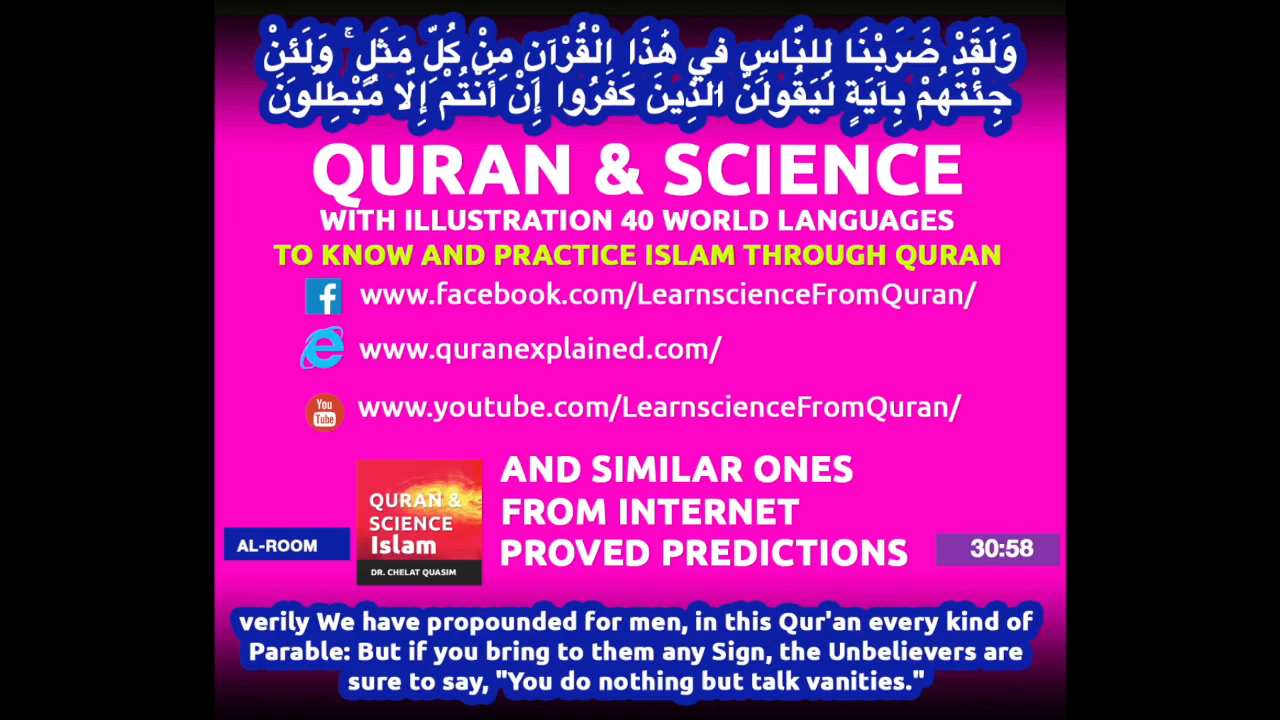 وَلَقَدْ ضَرَبْنَا لِلنَّاسِ فِي هَٰذَا الْقُرْآنِ مِنْ كُلِّ مَثَلٍ ۚ وَلَئِنْ
جِئْتَهُمْ بِآيَةٍ لَيَقُولَنَّ الَّذِينَ كَفَرُوا إِنْ أَنْتُمْ إِلَّا مُبْطِلُونَ
QURAN & SCIENCE
WITH ILLUSTRATION 40 WORLD LANGUAGES
TO KNOW AND PRACTICE ISLAM THROUGH QURAN
f www.facebook.com/LearnscienceFromQuran/
www.quranexplained.com/
You
Tube
www.youtube.com/LearnscienceFromQuran/
AND SIMILAR ONES
FROM INTERNET
PROVED PREDICTIONS
QURAN &
SCIENCE
Islam
DR. CHELAT QUASIM
AL-ROOM
30:58
verily We have propounded for men, in this Qur'an every kind of
Parable: But if you bring to them any Sign, the Unbelievers are
sure to say, "You do nothing but talk vanities."